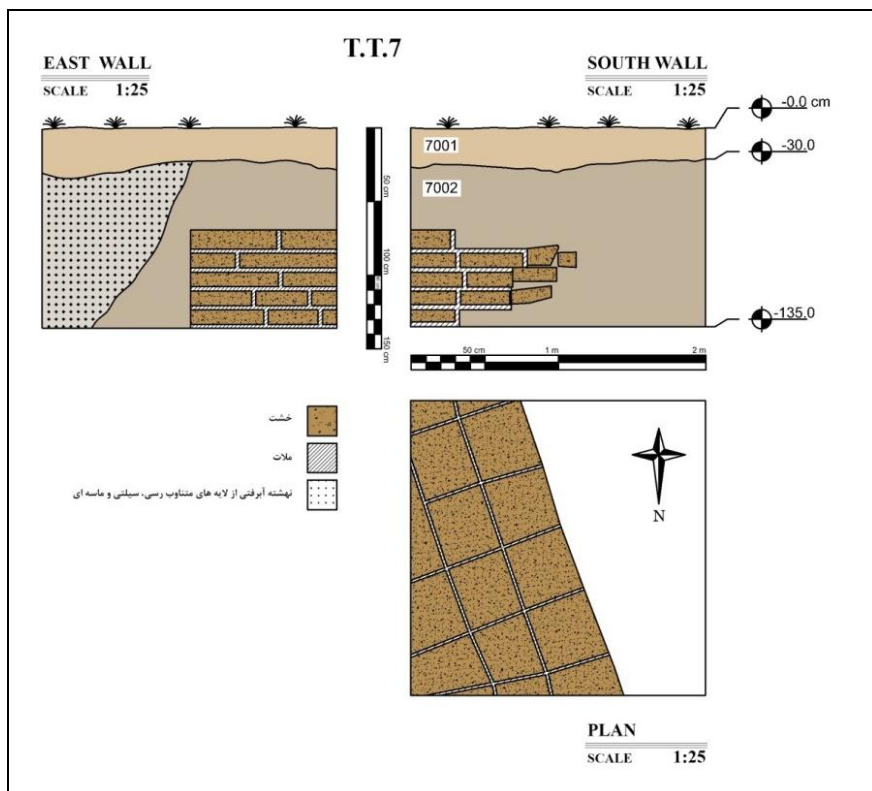 T.T.7
EAST WALL
SCALE 1:25
SOUTH WALL
SCALE 1:25
-0.0 cm
-30.0
-135.0
7001
7002
50 cm
100 cm
150 cm
50 cm 1 m 2 m
خشت
ملات
نهشته آبرفتی از لایه های متناوب رسی، سیلتی و ماسه ای
N
PLAN
SCALE 1:25